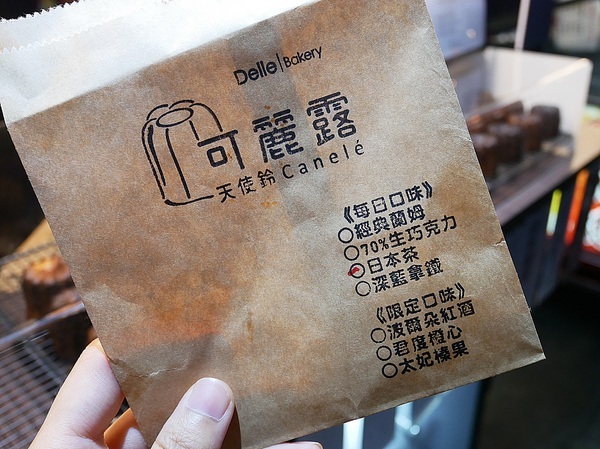 Delle | Bakery
可麗露
天使鈴 Canelé
《每日口味》
○經典蘭姆
○70%生巧克力
○日本茶
○深藍拿鐵
《限定口味》
○波爾朵紅酒
○君度橙心
○太妃榛果